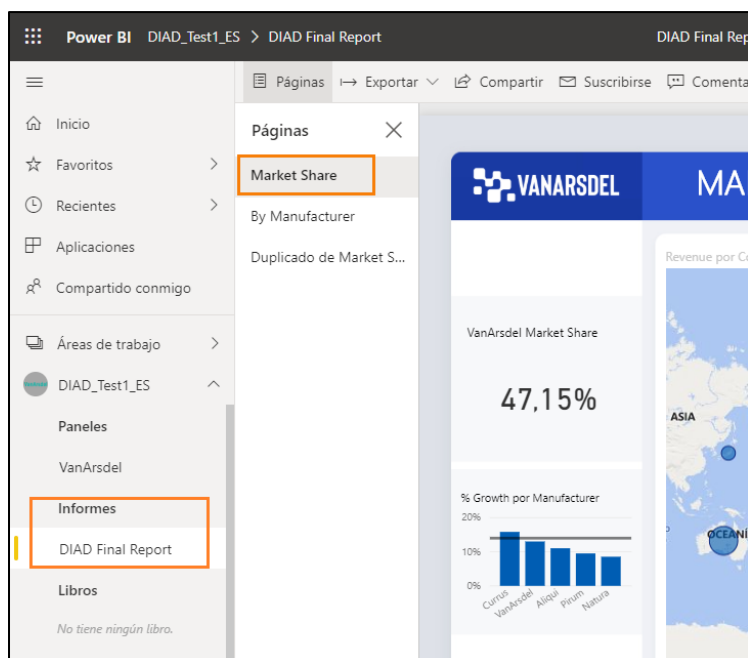 Power BI DIAD_Test1_ES > DIAD Final Report DIAD Final Rep
Páginas Exportar Compartir Suscribirse Comenta
Inicio
Favoritos
Recientes
Aplicaciones
Compartido conmigo
Áreas de trabajo
DIAD_Test1_ES
Paneles
VanArsdel
Informes
DIAD Final Report
Libros
No tiene ningún libro.
Páginas
Market Share
By Manufacturer
Duplicado de Market S...
VANARSDEL MA
VanArsdel Market Share
47,15%
% Growth por Manufacturer
20%
10%
0%
Currus VanArsdel Aliqui Pirum Natura
Revenue por Co
ASIA
OCEANÍ